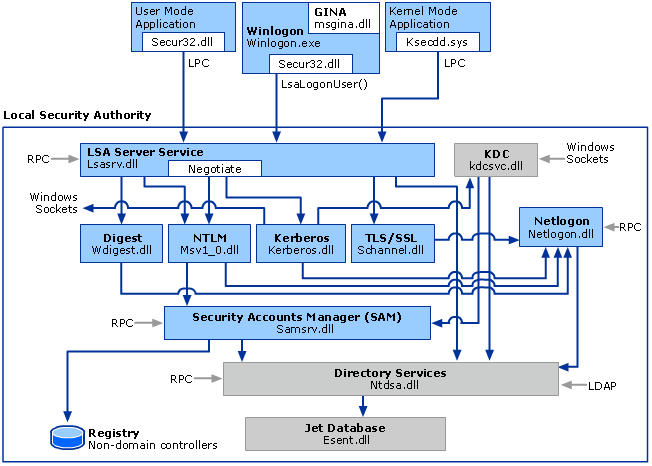 User Mode
Application
Secur32.dll
LPC
GINA
msgina.dll
Winlogon
Winlogon.exe
Secur32.dll
LsaLogonUser()
Kernel Mode
Application
Ksecdd.sys
LPC
Local Security Authority
RPC
LSA Server Service
Lsasrv.dll
Negotiate
KDC
kdcsvc.dll
Windows
Sockets
Windows
Sockets
Digest
Wdigest.dll
NTLM
Msv1_0.dll
Kerberos
Kerberos.dll
TLS/SSL
Schannel.dll
Netlogon
Netlogon.dll
RPC
RPC
Security Accounts Manager (SAM)
Samsrv.dll
RPC
Directory Services
Ntdsa.dll
LDAP
Registry
Non-domain controllers
Jet Database
Esent.dll